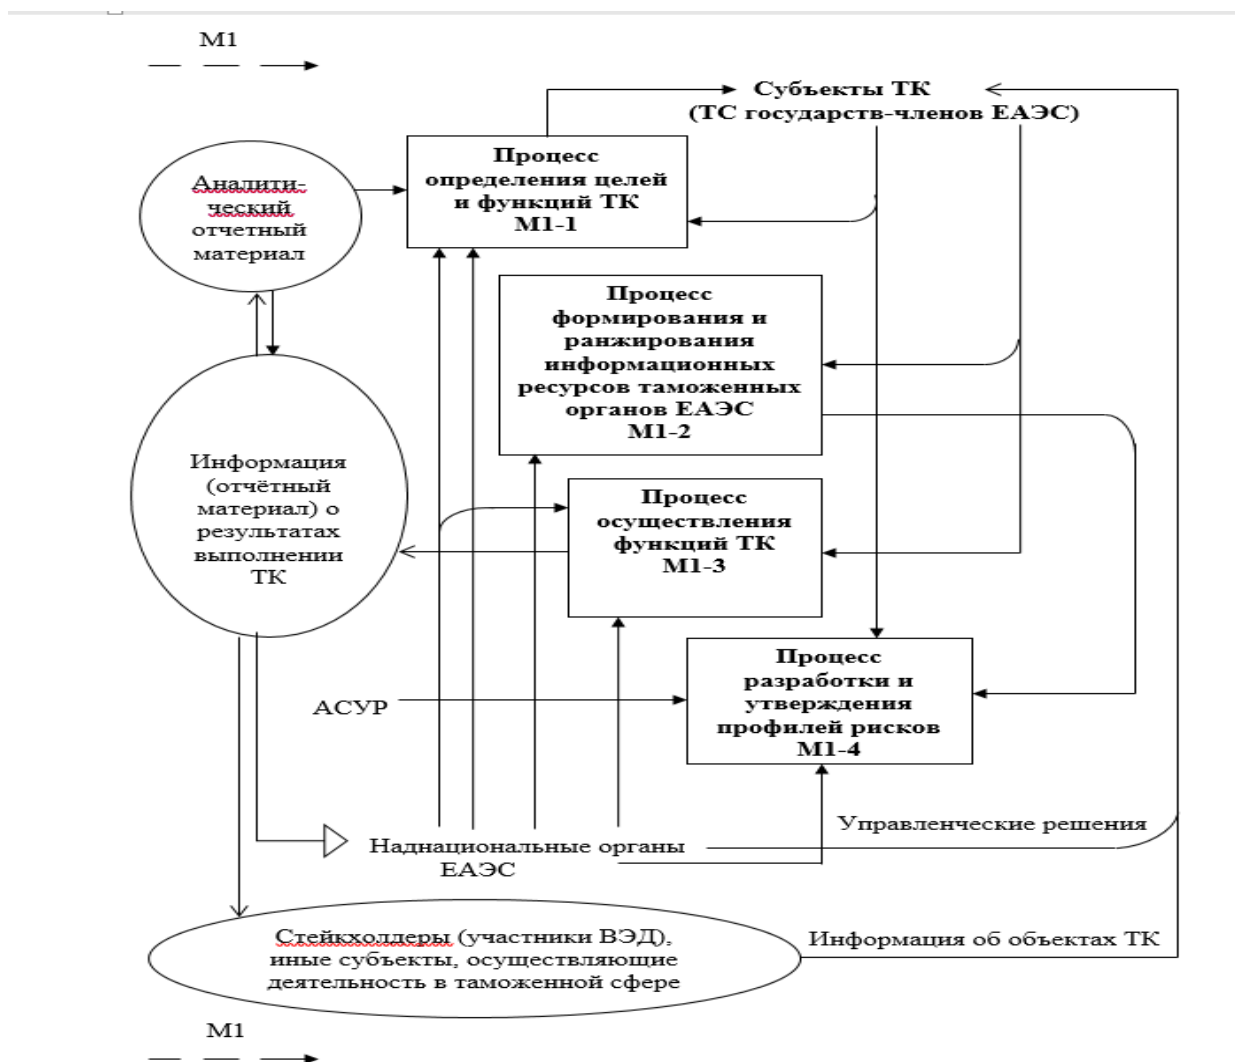 М1
Субъекты ТК
(ТС государств-членов ЕАЭС)
Процесс
определения целей
и функций ТК
М1-1
Аналити-
ческий
отчетный
материал
Процесс
формирования и
ранжирования
информационных
ресурсов таможенных
органов ЕАЭС
М1-2
Информация
(отчётный
материал) о
результатах
выполнении
ТК
Процесс
осуществления
функций ТК
М1-3
Процесс
разработки и
утверждения
профилей рисков
М1-4
АСУР
Управленческие решения
Наднациональные органы
ЕАЭС
Стейкхолдеры (участники ВЭД),
иные субъекты, осуществляющие
деятельность в таможенной сфере
Информация об объектах ТК
М1